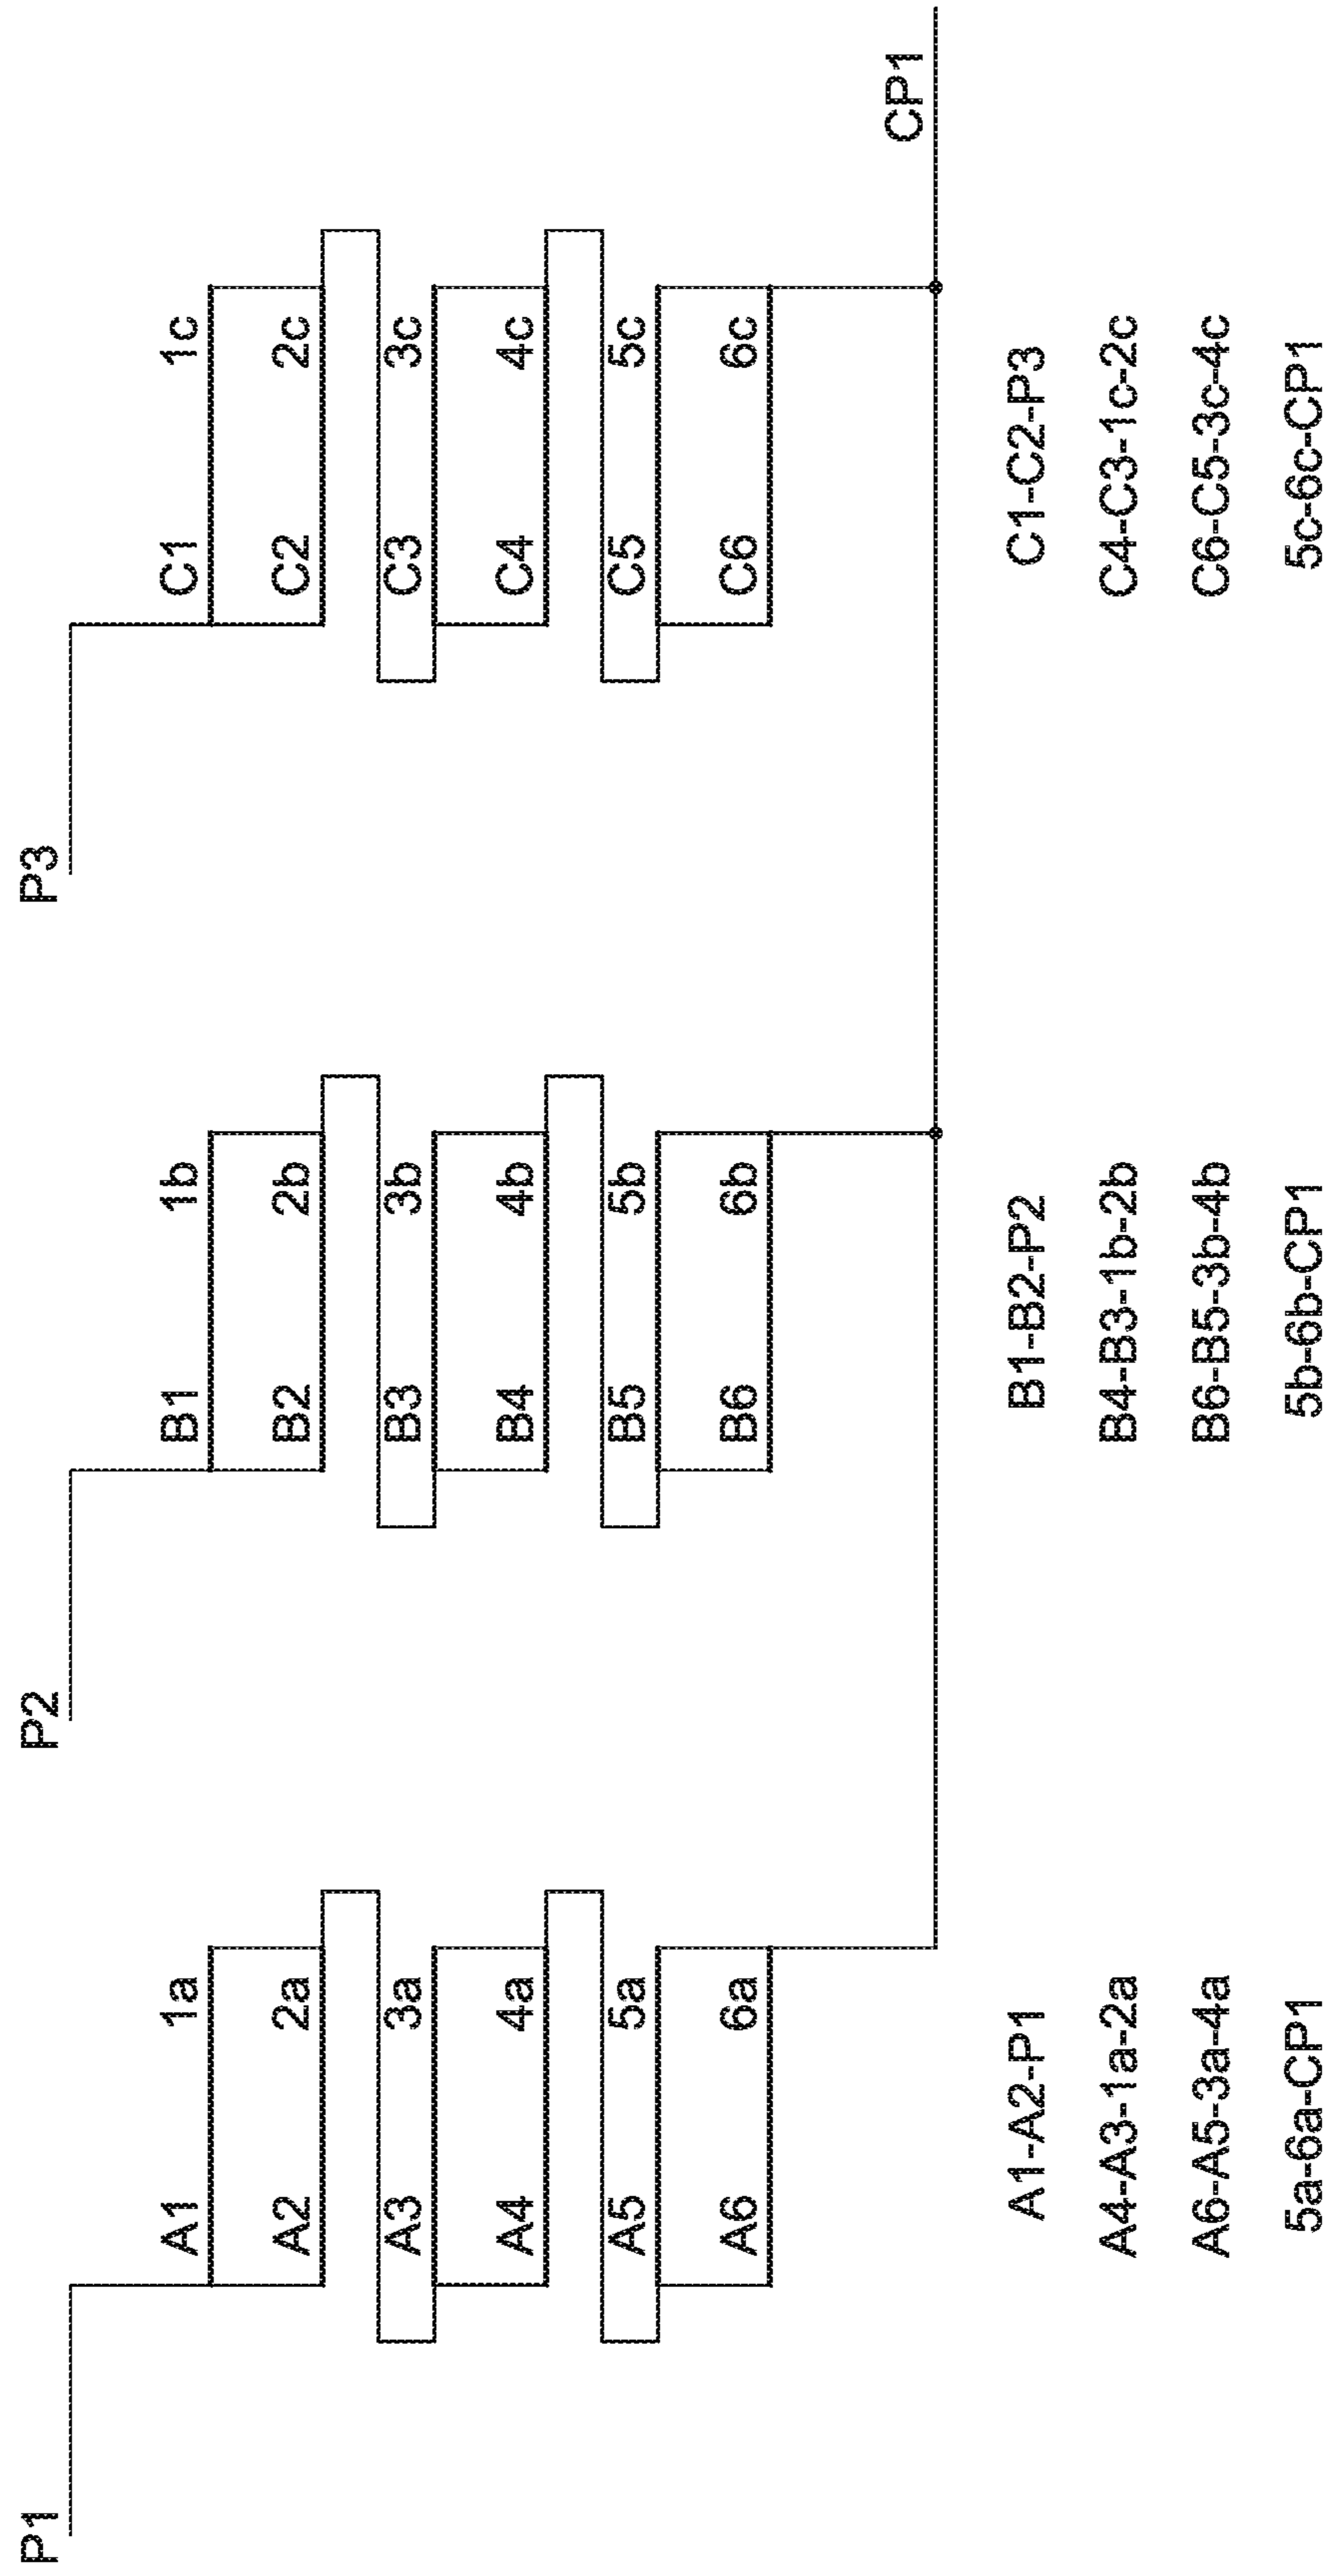 P1 P2 P3
A1 1a B1 1b C1 1c
A2 2a B2 2b C2 2c
A3 3a B3 3b C3 3c
A4 4a B4 4b C4 4c
A5 5a B5 5b C5 5c
A6 6a B6 6b C6 6c
CP1
A1-A2-P1 B1-B2-P2 C1-C2-P3
A4-A3-1a-2a B4-B3-1b-2b C4-C3-1c-2c
A6-A5-3a-4a B6-B5-3b-4b C6-C5-3c-4c
5a-6a-CP1 5b-6b-CP1 5c-6c-CP1